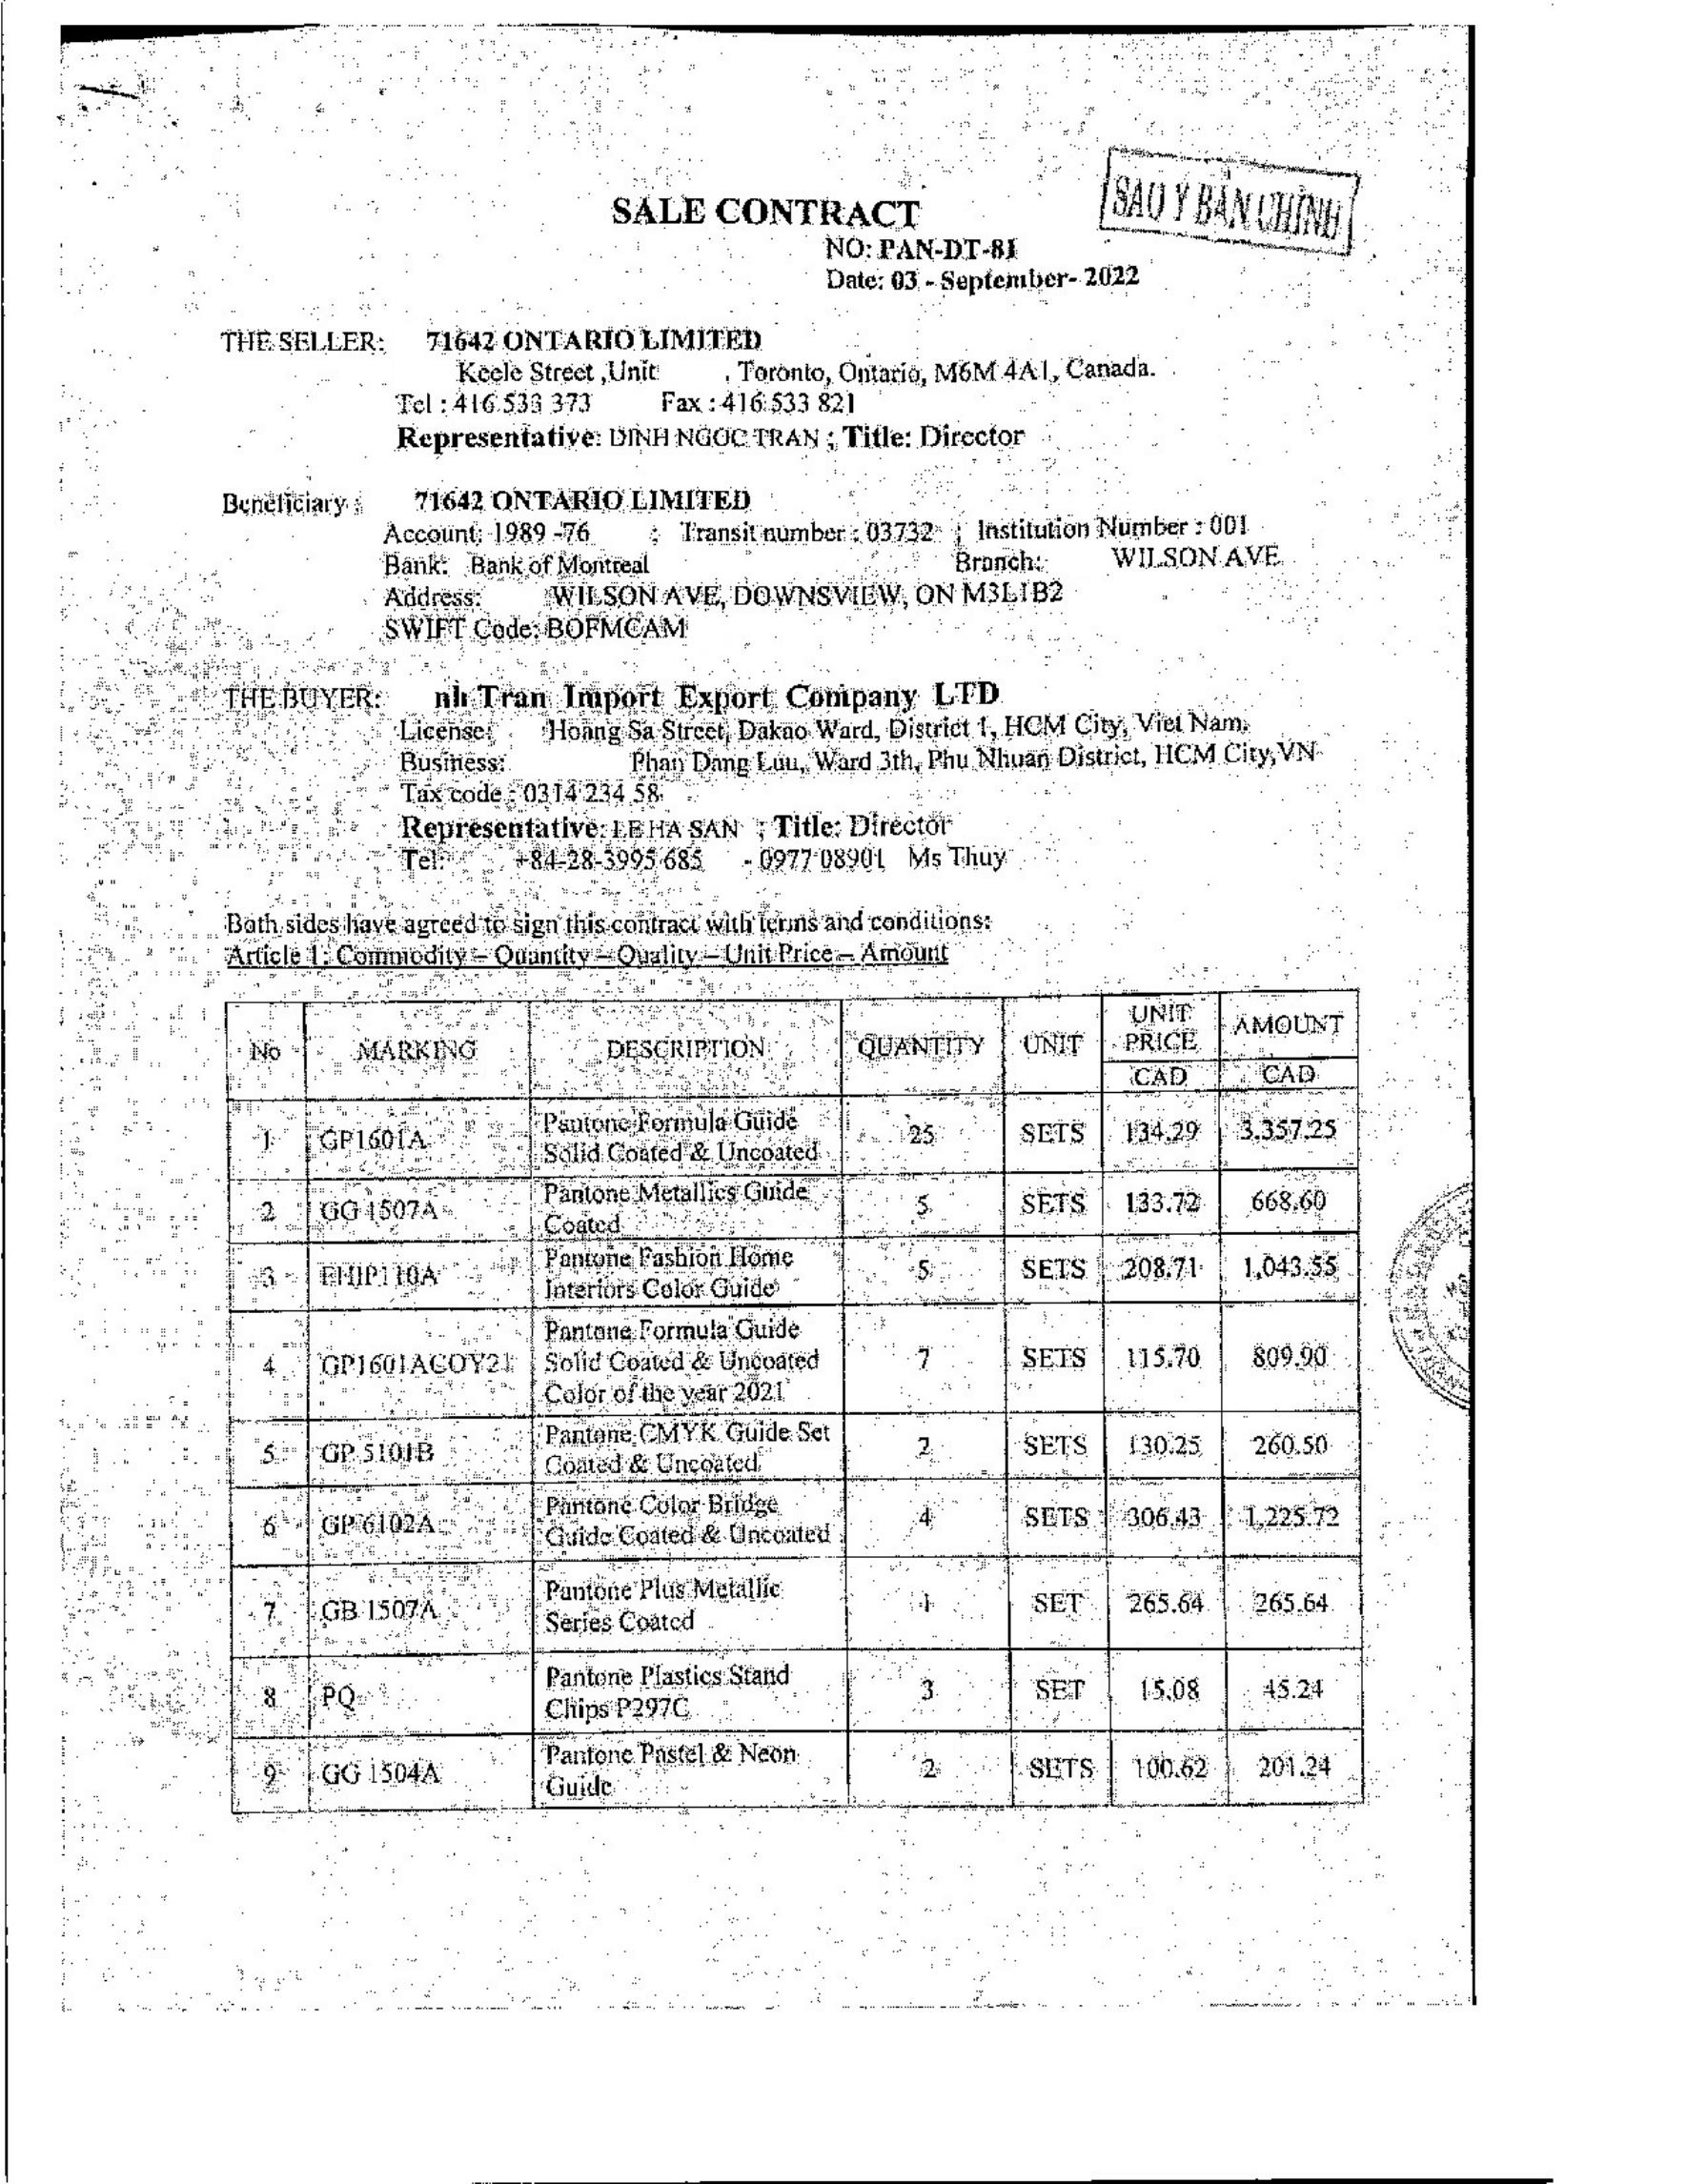 SAO Y BẢN CHÍNH
SALE CONTRACT
NO: PAN-DT-81
Date: 03 - September- 2022
THE SELLER: 71642 ONTARIO LIMITED
Keele Street ,Unit , Toronto, Ontario, M6M 4A1, Canada.
Tel : 416 533 373 Fax : 416 533 821
Representative: DINH NGOC TRAN ; Title: Director
Beneficiary : 71642 ONTARIO LIMITED
Account: 1989 -76 ; Transit number : 03732 ; Institution Number : 001
Bank: Bank of Montreal Branch: WILSON AVE
Address: WILSON AVE, DOWNSVIEW, ON M3L1B2
SWIFT Code: BOFMCAM
THE BUYER: nh Tran Import Export Company LTD
License: Hoang Sa Street, Dakao Ward, District 1, HCM City, Viet Nam.
Business: Phan Dang Luu, Ward 3th, Phu Nhuan District, HCM City, VN
Tax code : 0314 234 58
Representative: LE HA SAN ; Title: Director
Tel: +84-28-3995 685 - 0977 08901 Ms Thuy
Both sides have agreed to sign this contract with terms and conditions:
Article 1: Commodity – Quantity – Quality – Unit Price – Amount
No MARKING DESCRIPTION QUANTITY UNIT UNIT PRICE AMOUNT
CAD CAD
1 GP1601A Pantone Formula Guide 25 SETS 134.29 3,357.25
Solid Coated & Uncoated
2 GG 1507A Pantone Metallics Guide 5 SETS 133.72 668.60
Coated
3 FHIP110A Pantone Fashion Home 5 SETS 208.71 1,043.55
Interiors Color Guide
Pantone Formula Guide
4 GP1601ACOY21 Solid Coated & Uncoated 7 SETS 115.70 809.90
Color of the year 2021
5 GP 5101B Pantone CMYK Guide Set 2 SETS 130.25 260.50
Coated & Uncoated
6 GP 6102A Pantone Color Bridge 4 SETS 306.43 1,225.72
Guide Coated & Uncoated
7 GB 1507A Pantone Plus Metallic 1 SET 265.64 265.64
Series Coated
8 PQ Pantone Plastics Stand 3 SET 15.08 45.24
Chips P297C
9 GG 1504A Pantone Pastel & Neon 2 SETS 100.62 201.24
Guide